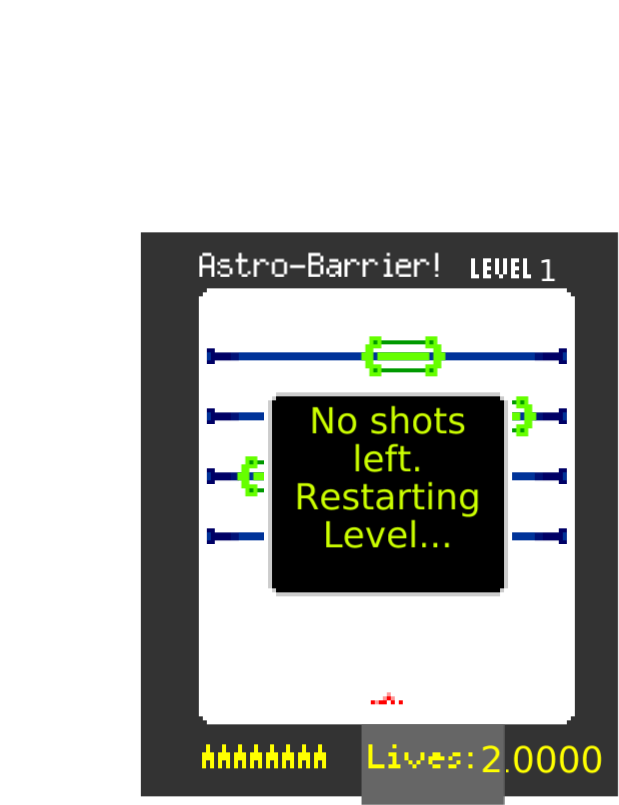 Astro-Barrier! LEVEL 1
No shots
left.
Restarting
Level...
Lives:2.0000